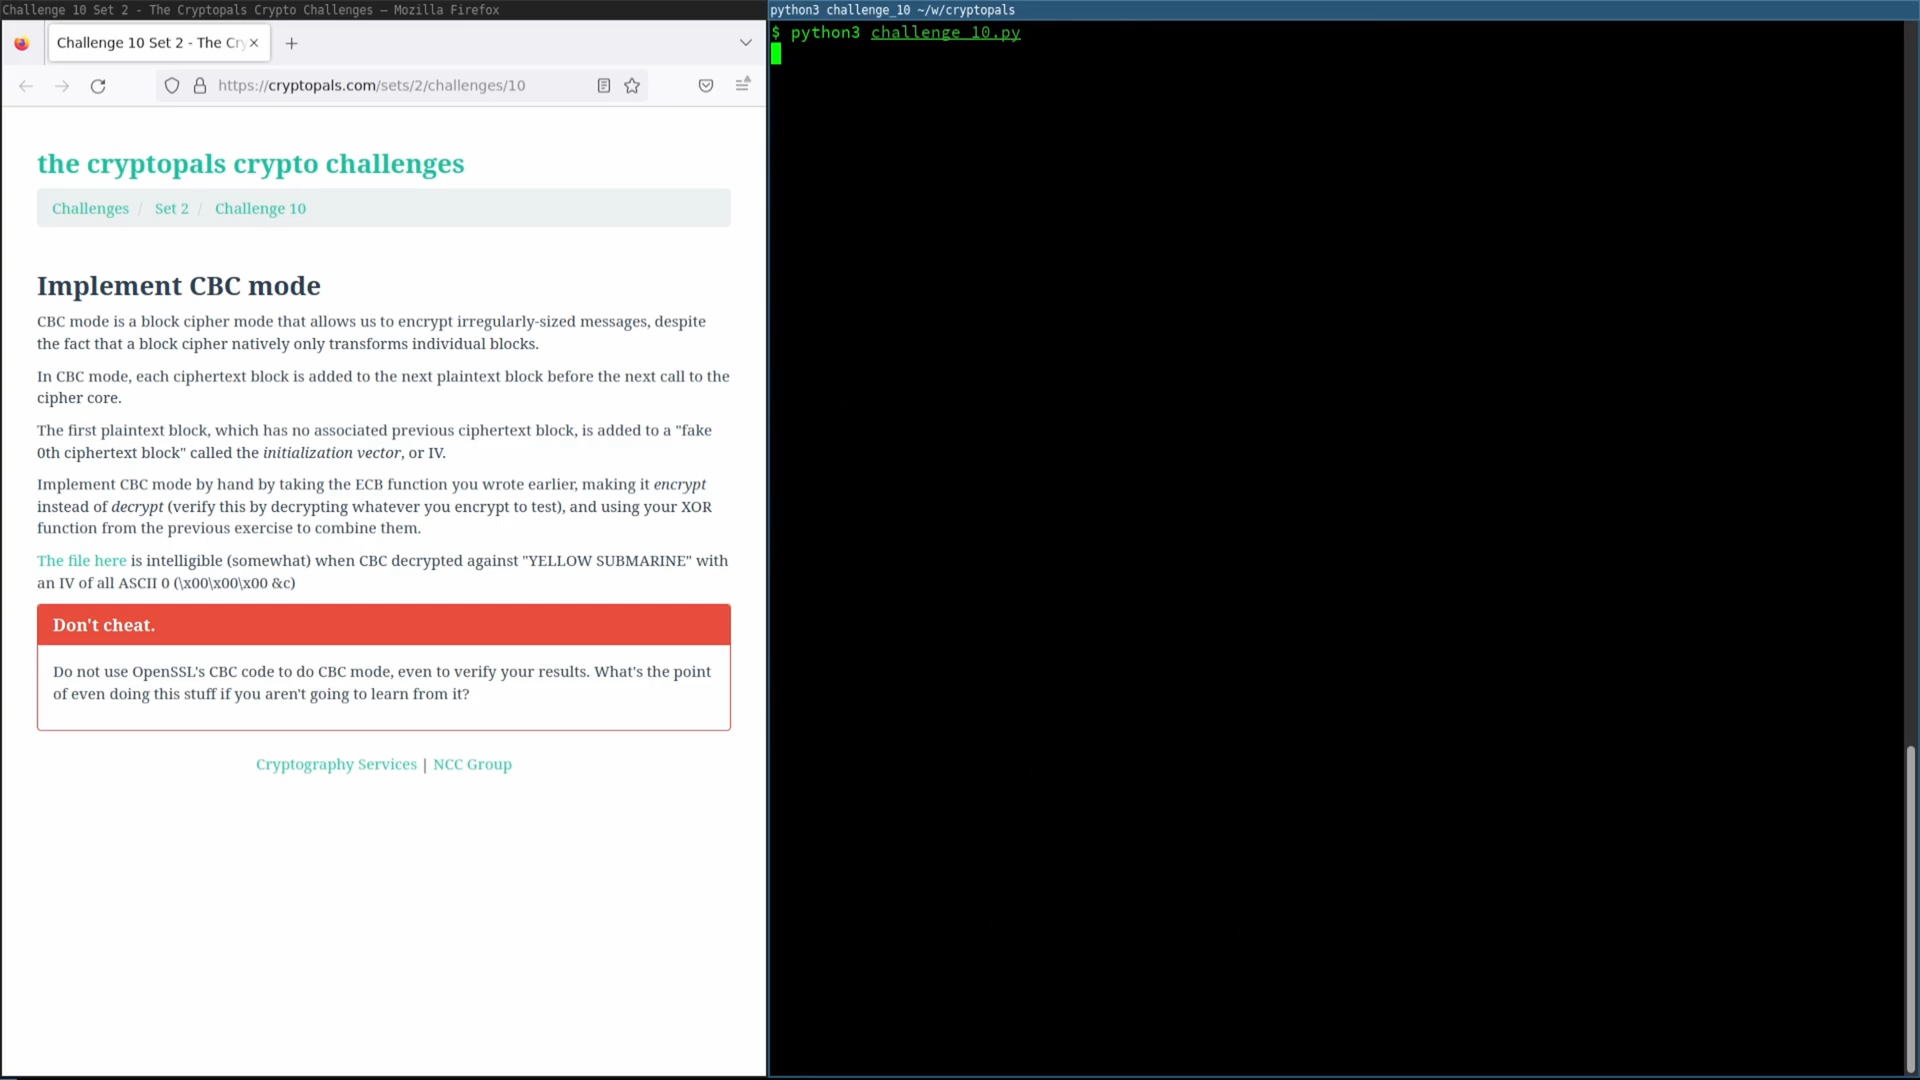 Challenge 10 Set 2 - The Cryptopals Crypto Challenges — Mozilla Firefox
python3 challenge_10 ~/w/cryptopals
Challenge 10 Set 2 - The Cry
$ python3 challenge_10.py
https://cryptopals.com/sets/2/challenges/10
the cryptopals crypto challenges
Challenges / Set 2 / Challenge 10
Implement CBC mode
CBC mode is a block cipher mode that allows us to encrypt irregularly-sized messages, despite
the fact that a block cipher natively only transforms individual blocks.
In CBC mode, each ciphertext block is added to the next plaintext block before the next call to the
cipher core.
The first plaintext block, which has no associated previous ciphertext block, is added to a "fake
0th ciphertext block" called the initialization vector, or IV.
Implement CBC mode by hand by taking the ECB function you wrote earlier, making it encrypt
instead of decrypt (verify this by decrypting whatever you encrypt to test), and using your XOR
function from the previous exercise to combine them.
The file here is intelligible (somewhat) when CBC decrypted against "YELLOW SUBMARINE" with
an IV of all ASCII 0 (\x00\x00\x00 &c)
Don't cheat.
Do not use OpenSSL's CBC code to do CBC mode, even to verify your results. What's the point
of even doing this stuff if you aren't going to learn from it?
Cryptography Services | NCC Group